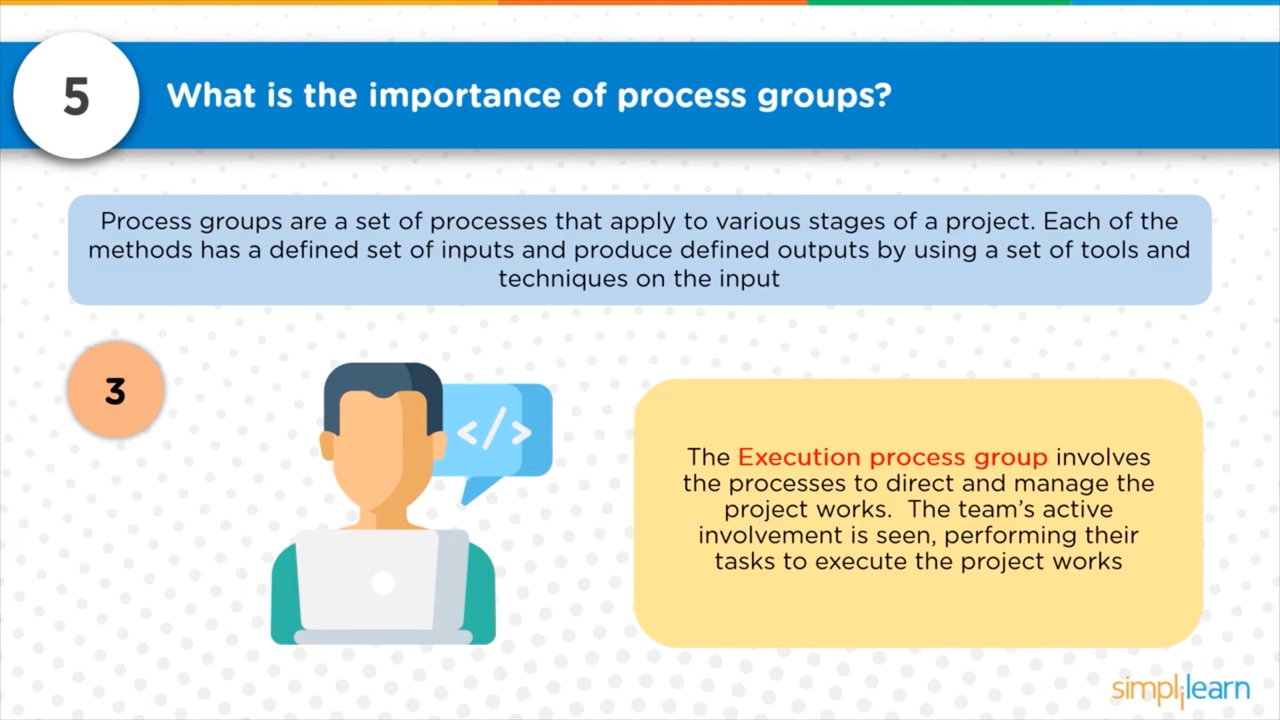 5
What is the importance of process groups?
Process groups are a set of processes that apply to various stages of a project. Each of the
methods has a defined set of inputs and produce defined outputs by using a set of tools and
techniques on the input
3
</>
The Execution process group involves
the processes to direct and manage the
project works.  The team’s active
involvement is seen, performing their
tasks to execute the project works
simplilearn